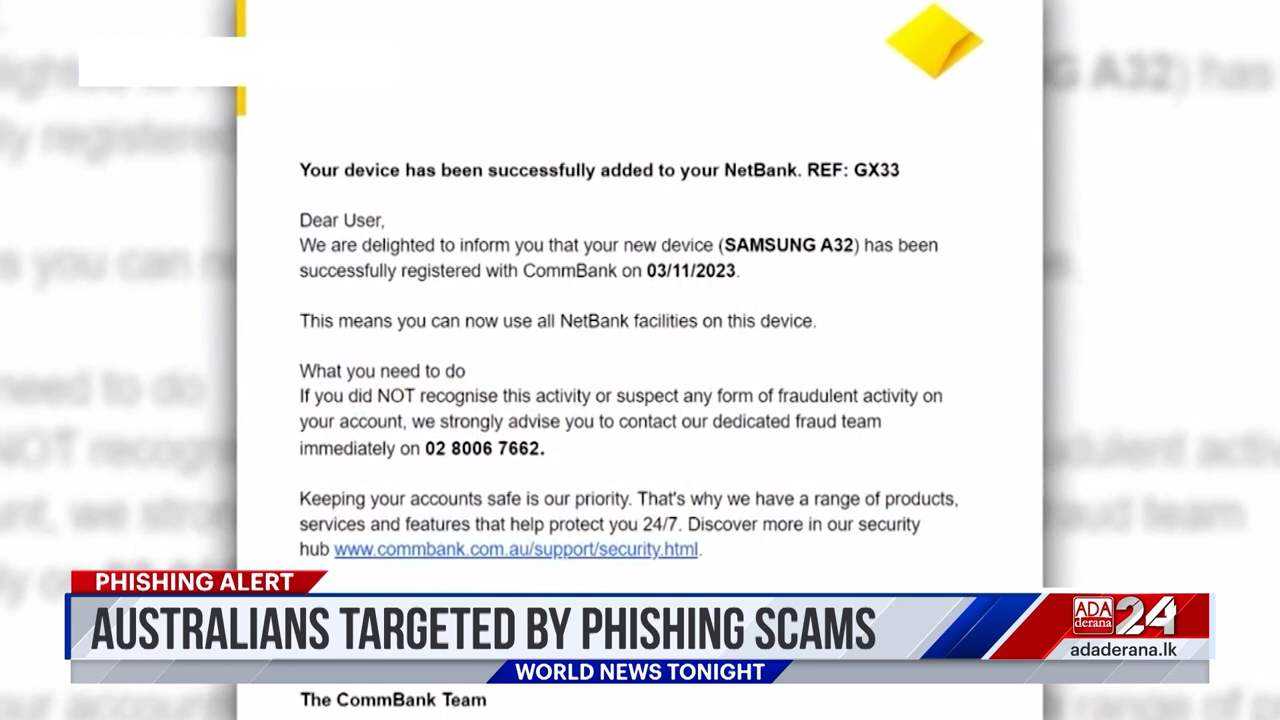 Your device has been successfully added to your NetBank. REF: GX33
Dear User,
We are delighted to inform you that your new device (SAMSUNG A32) has been
successfully registered with CommBank on 03/11/2023.
This means you can now use all NetBank facilities on this device.
What you need to do
If you did NOT recognise this activity or suspect any form of fraudulent activity on
your account, we strongly advise you to contact our dedicated fraud team
immediately on 02 8006 7662.
Keeping your accounts safe is our priority. That's why we have a range of products,
services and features that help protect you 24/7. Discover more in our security
hub www.commbank.com.au/support/security.html.
PHISHING ALERT
AUSTRALIANS TARGETED BY PHISHING SCAMS
ADA derana 24
adaderana.lk
WORLD NEWS TONIGHT
The CommBank Team